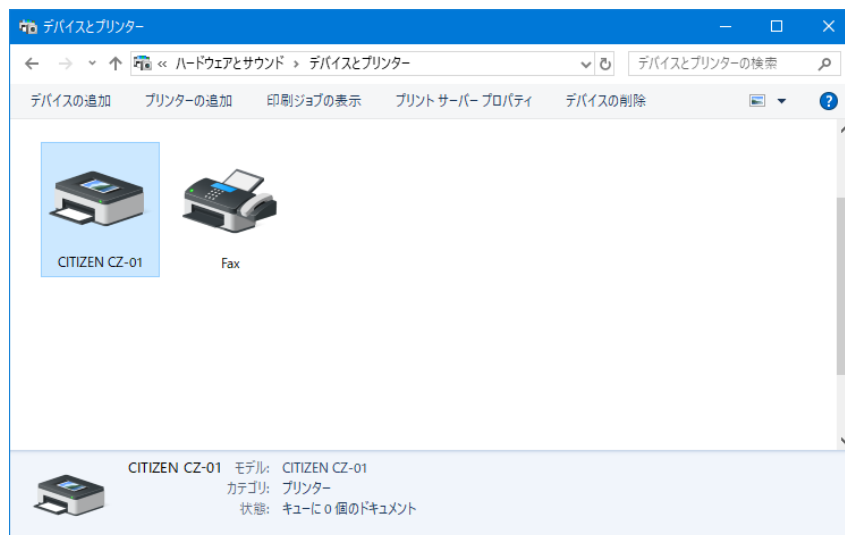 デバイスとプリンター
« ハードウェアとサウンド › デバイスとプリンター
デバイスとプリンターの検索
デバイスの追加 プリンターの追加 印刷ジョブの表示 プリント サーバー プロパティ デバイスの削除
CITIZEN CZ-01
Fax
CITIZEN CZ-01 モデル: CITIZEN CZ-01
カテゴリ: プリンター
状態: キューに 0 個のドキュメント